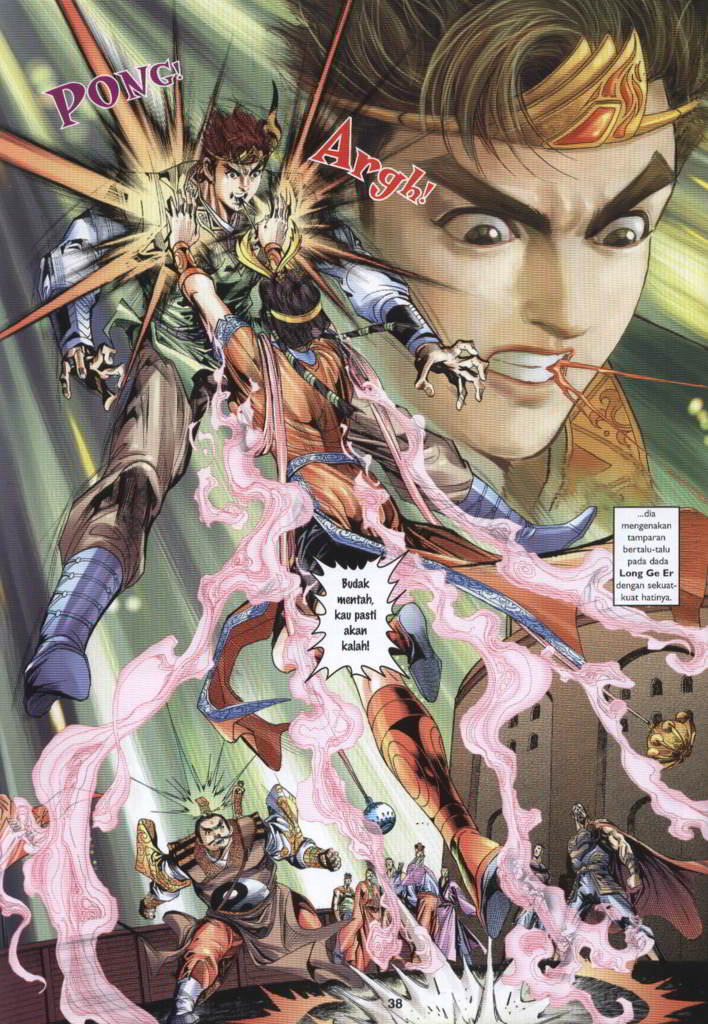 PONG!
Argh!
...dia
mengenakan
tamparan
bertalu-talu
pada dada
Long Ge Er
dengan sekuat-
kuat hatinya.
Budak
mentah,
kau pasti
akan
kalah!
38